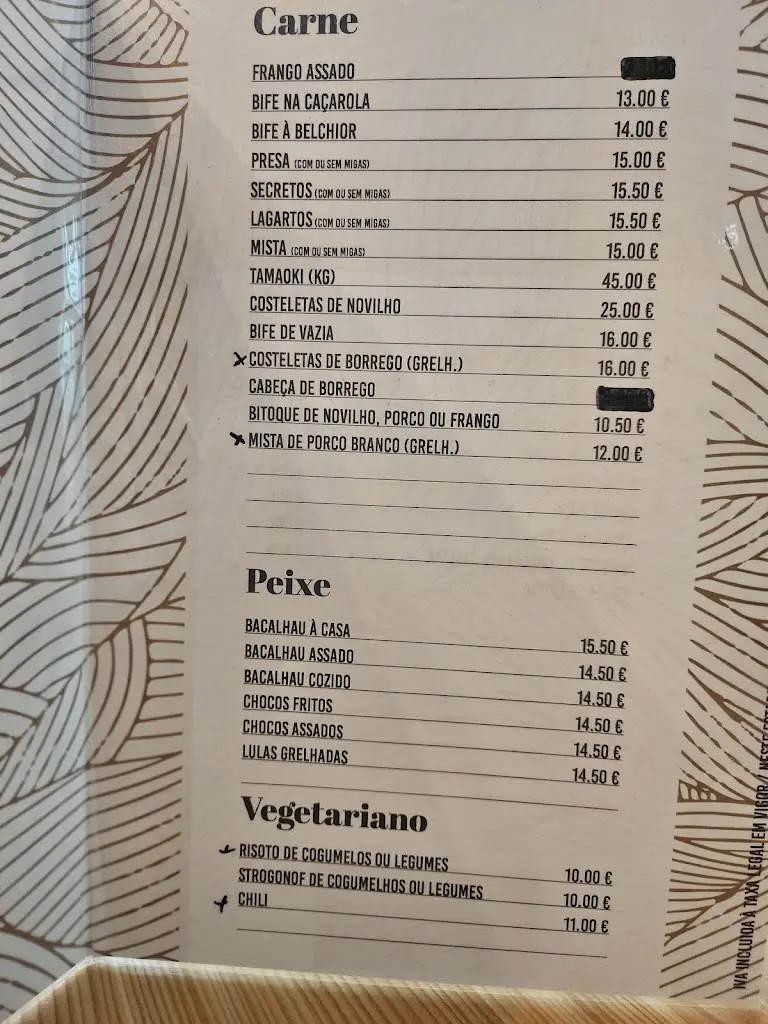 Carne
FRANGO ASSADO
BIFE NA CAÇAROLA 13.00 €
BIFE À BELCHIOR 14.00 €
PRESA (COM OU SEM MIGAS) 15.00 €
SECRETOS (COM OU SEM MIGAS) 15.50 €
LAGARTOS (COM OU SEM MIGAS) 15.50 €
MISTA (COM OU SEM MIGAS) 15.00 €
TAMAOKI (KG) 45.00 €
COSTELETAS DE NOVILHO 25.00 €
BIFE DE VAZIA 16.00 €
COSTELETAS DE BORREGO (GRELH.) 16.00 €
CABEÇA DE BORREGO
BITOQUE DE NOVILHO, PORCO OU FRANGO 10.50 €
MISTA DE PORCO BRANCO (GRELH.) 12.00 €
Peixe
BACALHAU À CASA 15.50 €
BACALHAU ASSADO 14.50 €
BACALHAU COZIDO 14.50 €
CHOCOS FRITOS 14.50 €
CHOCOS ASSADOS 14.50 €
LULAS GRELHADAS 14.50 €
Vegetariano
RISOTO DE COGUMELOS OU LEGUMES 10.00 €
STROGONOF DE COGUMELHOS OU LEGUMES 10.00 €
CHILI 11.00 €
IVA INCLUIDA À TAXA LEGAL EM VIGOR / NESTE